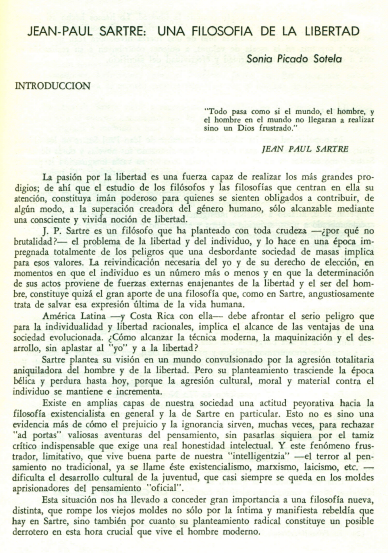 JEAN-PAUL SARTRE: UNA FILOSOFIA DE LA LIBERTAD
Sonia Picado Sotela
INTRODUCCION
"Todo pasa como si el mundo, el hombre, y
el hombre en el mundo no llegaran a realizar
sino un Dios frustrado."
JEAN PAUL SARTRE
La pasión por la libertad es una fuerza capaz de realizar los más grandes pro-
digios; de ahí que el estudio de los filósofos y las filosofías que centran en ella su
atención, constituya imán poderoso para quienes se sienten obligados a contribuir, de
algún modo, a la superación creadora del género humano, sólo alcanzable mediante
una consciente y vivida noción de libertad.
J. P. Sartre es un filósofo que ha planteado con toda crudeza —¿por qué no
brutalidad?— el problema de la libertad y del individuo, y lo hace en una época im-
pregnada totalmente de los peligros que una desbordante sociedad de masas implica
para esos valores. La reivindicación necesaria del yo y de su derecho de elección, en
momentos en que el individuo es un número más o menos y en que la determinación
de sus actos proviene de fuerzas externas enajenantes de la libertad y el ser del hom-
bre, constituye quizá el gran aporte de una filosofía que, como en Sartre, angustiosamente
trata de salvar esa expresión última de la vida humana.
América Latina —y Costa Rica con ella— debe afrontar el serio peligro que
para la individualidad y libertad racionales, implica el alcance de las ventajas de una
sociedad evolucionada. ¿Cómo alcanzar la técnica moderna, la maquinización y el des-
arrollo, sin aplastar al "yo" y a la libertad?
Sartre plantea su visión en un mundo convulsionado por la agresión totalitaria
aniquiladora del hombre y de la libertad. Pero su planteamiento trasciende la época
bélica y perdura hasta hoy, porque la agresión cultural, moral y material contra el
individuo se mantiene e incrementa.
Existe en amplias capas de nuestra sociedad una actitud peyorativa hacia la
filosofía existencialista en general y la de Sartre en particular. Esto no es sino una
evidencia más de cómo el prejuicio y la ignorancia sirven, muchas veces, para rechazar
"ad portas" valiosas aventuras del pensamiento, sin pasarlas siquiera por el tamiz
crítico indispensable que exige una real honestidad intelectual. Y este fenómeno frus-
trador, limitativo, que vive buena parte de nuestra "intelligentzia" —el terror al pen-
samiento no tradicional, ya se llame éste existencialismo, marxismo, laicismo, etc. —
dificulta el desarrollo cultural de la juventud, que casi siempre se queda en los moldes
aprisionadores del pensamiento "oficial".
Esta situación nos ha llevado a conceder gran importancia a una filosofía nueva,
distinta, que rompe los viejos moldes no sólo por la íntima y manifiesta rebeldía que
hay en Sartre, sino también por cuanto su planteamiento radical constituye un posible
derrotero en esta hora crucial que vive el hombre moderno.